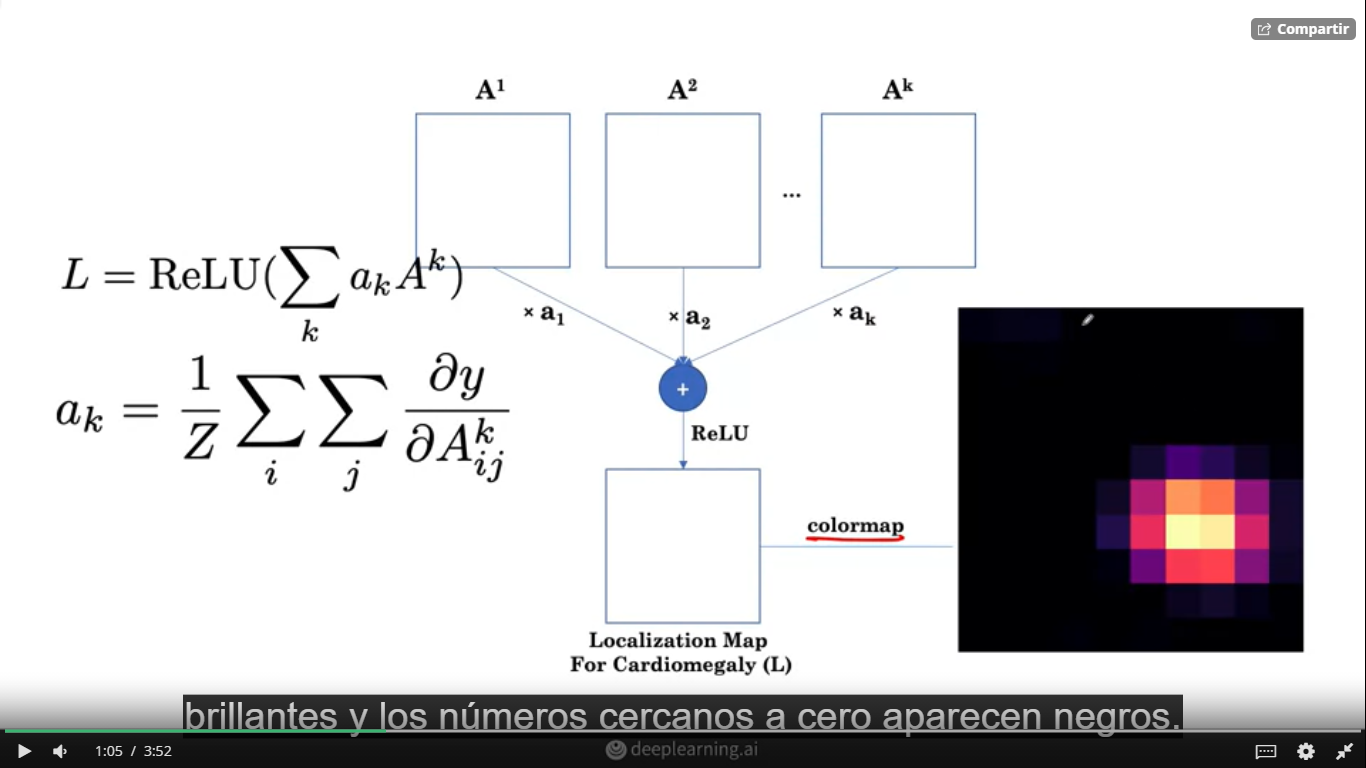 Compartir
A¹ A² Aᵏ
...
L = ReLU(∑ₖ aₖAᵏ)
× a₁ × a₂ × aₖ
aₖ = 1/Z ∑ᵢ ∑ⱼ ∂y/∂Aᵏᵢⱼ
+
ReLU
colormap
Localization Map
For Cardiomegaly (L)
brillantes y los números cercanos a cero aparecen negros.
1:05 / 3:52
deeplearning.ai